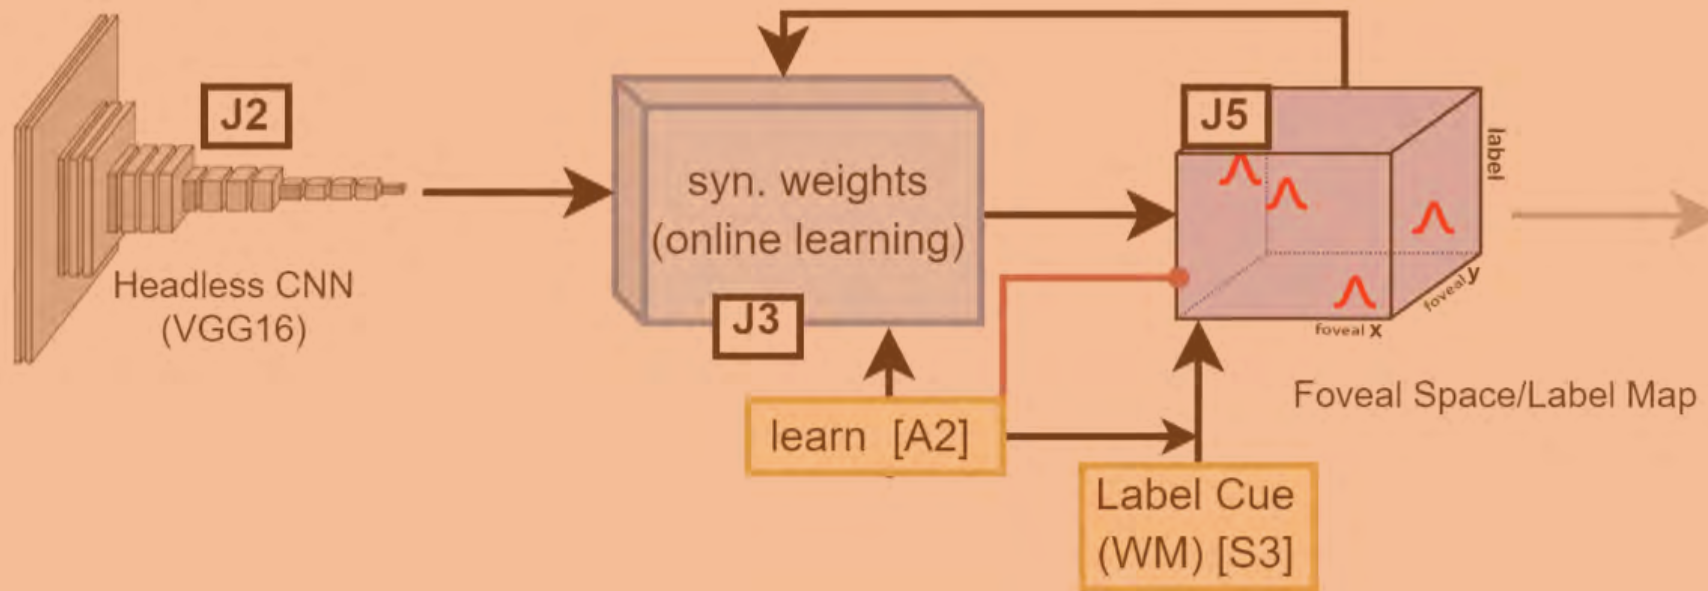 J2
Headless CNN
(VGG16)
syn. weights
(online learning)
J3
J5
label
foveal y
foveal x
Foveal Space/Label Map
learn [A2]
Label Cue
(WM) [S3]